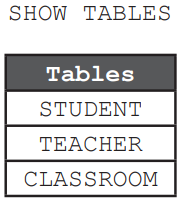 SHOW TABLES
Tables
STUDENT
TEACHER
CLASSROOM